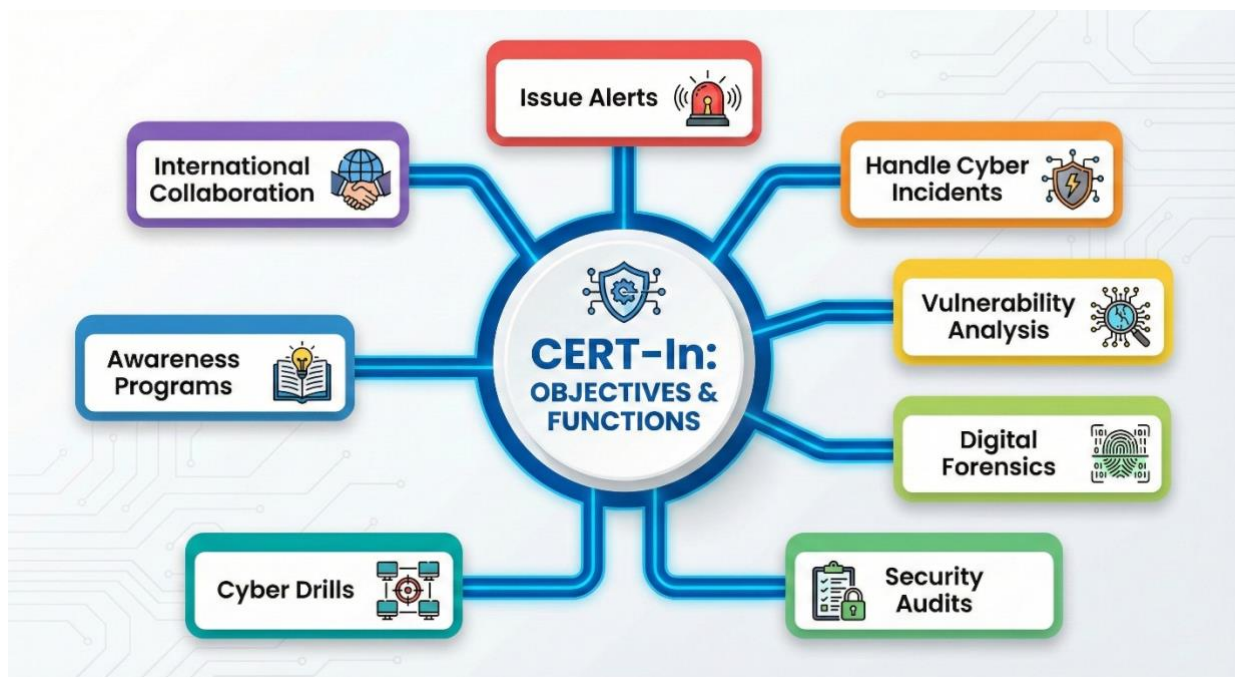 Issue Alerts
International
Collaboration
Handle Cyber
Incidents
Vulnerability
Analysis
CERT-In:
OBJECTIVES &
FUNCTIONS
Awareness
Programs
Digital
Forensics
Cyber Drills
Security
Audits